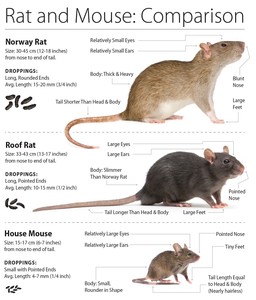 Rat and Mouse: Comparison
Norway Rat
Size: 30-45 cm (12-18 inches)
from nose to end of tail.
DROPPINGS:
Long, Rounded Ends
Avg. Length: 15-20 mm (3/4 inch)
Relatively Small Eyes
Relatively Small Ears
Body: Thick & Heavy
Tail Shorter Than Head & Body
Blunt
Nose
Large
Feet
Roof Rat
Size: 33-43 cm (13-17 inches)
from nose to end of tail.
DROPPINGS:
Long, Pointed Ends
Avg. Length: 10-15 mm (1/2 inch)
Large Eyes
Large Ears
Body: Slimmer
Than Norway Rat
Pointed
Nose
Tail Longer Than Head & Body
Large Feet
House Mouse
Size: 15-17 cm (6-7 inches)
from nose to end of tail.
DROPPINGS:
Small with Pointed Ends
Avg. Length: 4-7 mm (1/4 inch)
Relatively Large Eyes
Relatively Large Ears
Body: Small,
Rounder in Shape
Pointed Nose
Tiny Feet
Tail Length Equal
to Head & Body
(Nearly hairless)